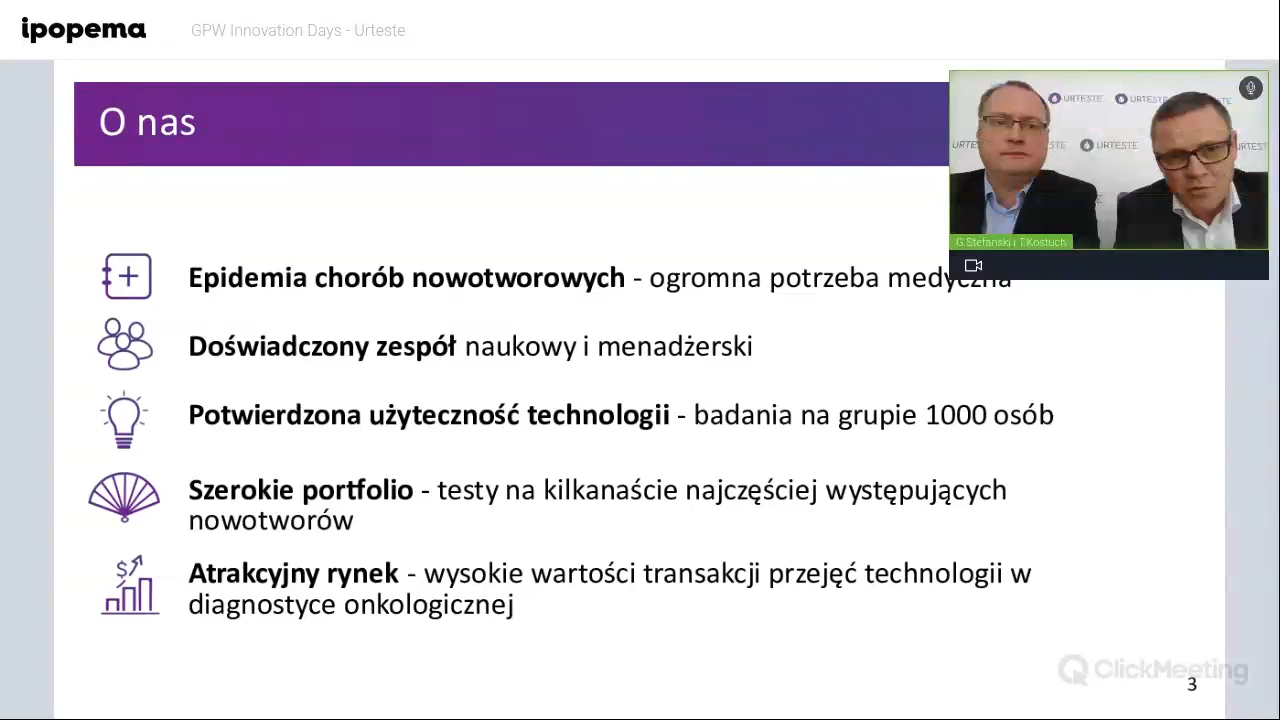 ipopema
GPW Innovation Days - Urteste
O nas
URTESTE
URTESTE
URTESTE
G.Stefański i T.Kostuch
Epidemia chorób nowotworowych - ogromna potrzeba medyczna
Doświadczony zespół naukowy i menadżerski
Potwierdzona użyteczność technologii - badania na grupie 1000 osób
Szerokie portfolio - testy na kilkanaście najczęściej występujących
nowotworów
Atrakcyjny rynek - wysokie wartości transakcji przejęć technologii w
diagnostyce onkologicznej
ClickMeeting
3